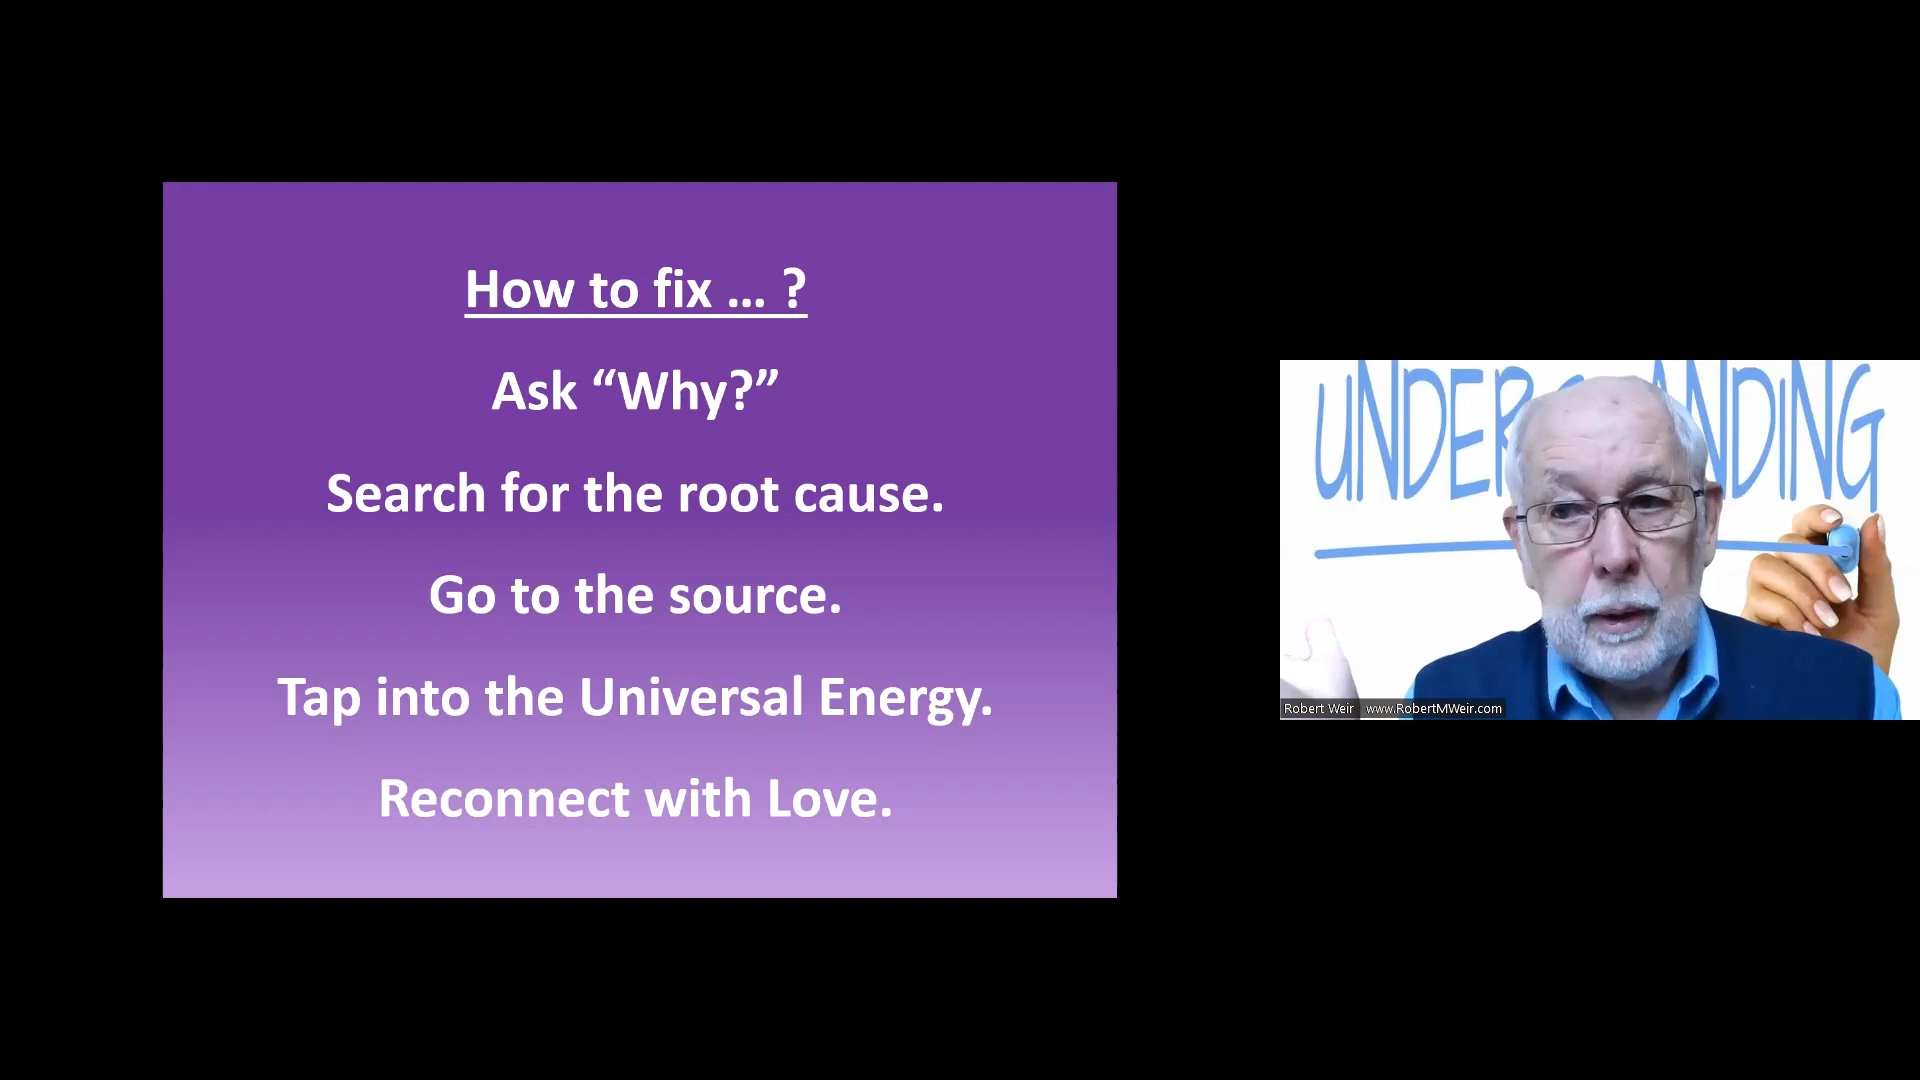 How to fix … ?
Ask “Why?”
Search for the root cause.
Go to the source.
Tap into the Universal Energy.
Reconnect with Love.
Robert Weir www.RobertMWeir.com